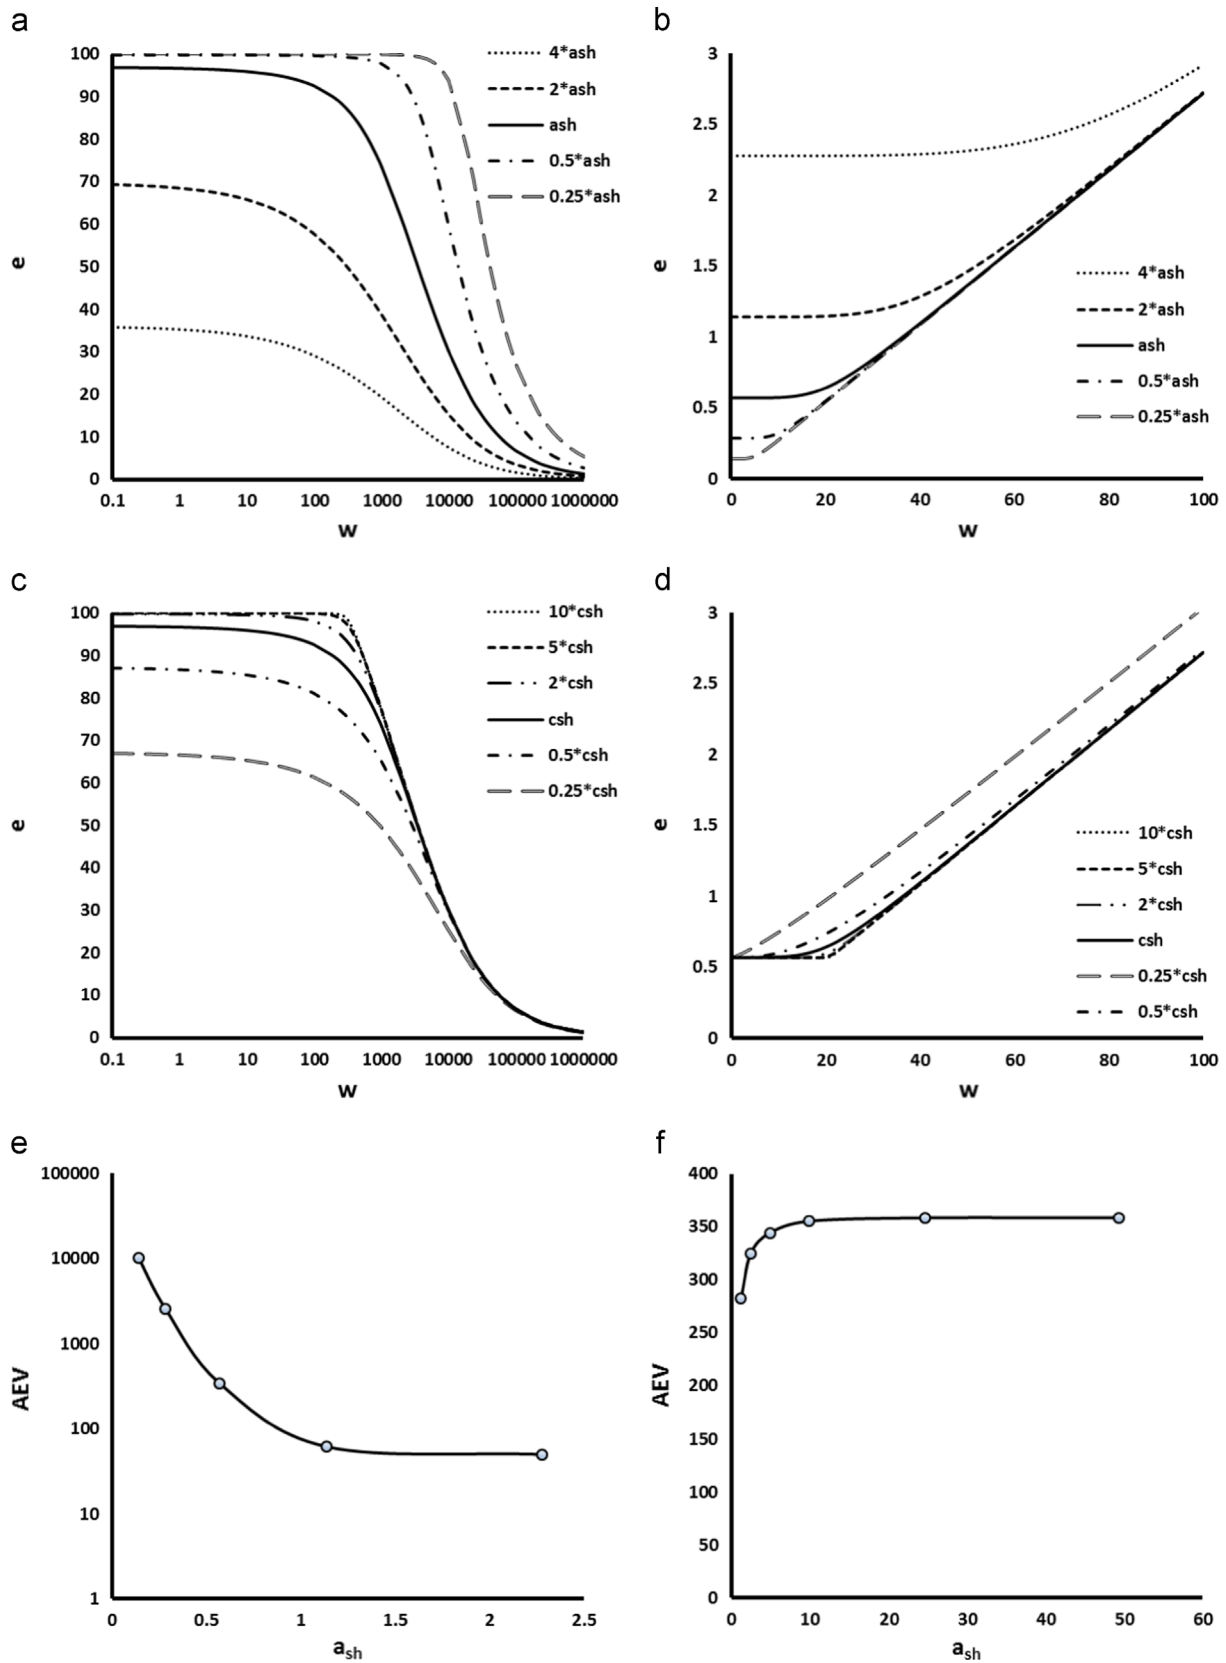 a
100
90
80
70
60
50
40
30
20
10
0
e
0.1 1 10 100 1000 10000 100000 1000000
w
4*ash
2*ash
ash
0.5*ash
0.25*ash
b
3
2.5
2
1.5
1
0.5
0
e
0 20 40 60 80 100
w
4*ash
2*ash
ash
0.5*ash
0.25*ash
c
100
90
80
70
60
50
40
30
20
10
0
e
0.1 1 10 100 1000 10000 100000 1000000
w
10*csh
5*csh
2*csh
csh
0.5*csh
0.25*csh
d
3
2.5
2
1.5
1
0.5
0
e
0 20 40 60 80 100
w
10*csh
5*csh
2*csh
csh
0.25*csh
0.5*csh
e
100000
10000
1000
100
10
1
AEV
0 0.5 1 1.5 2 2.5
ash
f
400
350
300
250
200
150
100
50
0
AEV
0 10 20 30 40 50 60
ash